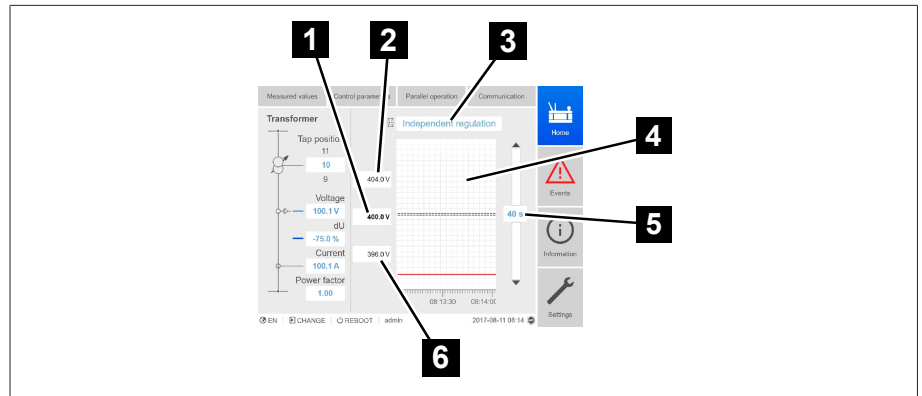 1 2 3
Measured values Control parameters Parallel operation Communication
Transformer
Independent regulation
Home
Tap position
11
10
9
404.0 V
4
Events
Voltage
100.1 V
400.0 V
40 s
5
dU
-75.0 %
Current
396.0 V
Information
100.1 A
Power factor
1.00
08:13:30 08:14:00
Settings
EN CHANGE REBOOT admin 2017-08-11 08:14
6